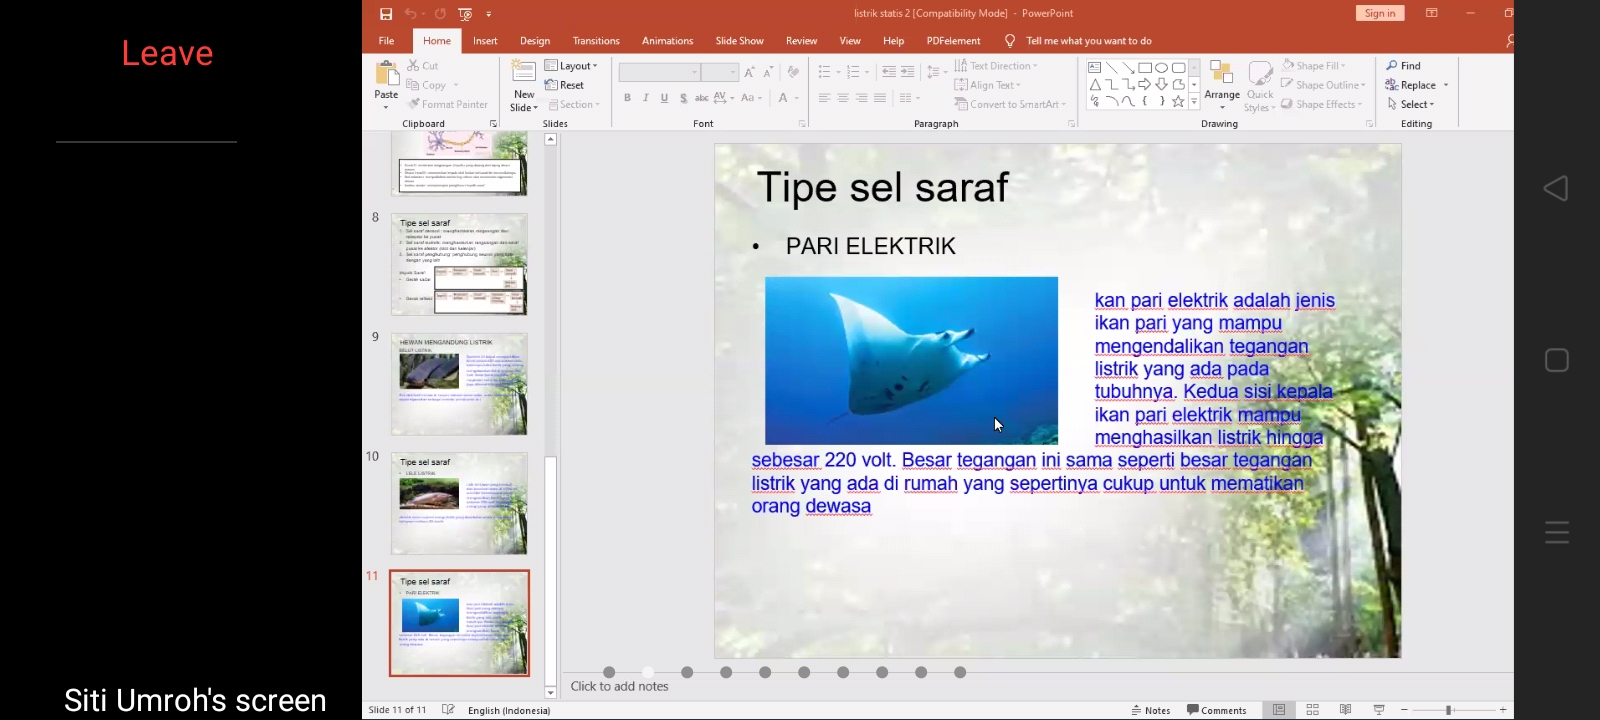 Leave
Siti Umroh's screen
listrik statis 2 [Compatibility Mode] - PowerPoint
Sign in
File Home Insert Design Transitions Animations Slide Show Review View Help PDFelement Tell me what you want to do
Paste
Cut
Copy
Format Painter
Clipboard
New Slide
Layout
Reset
Section
Slides
B I U S abc AV Aa A
Font
Text Direction
Align Text
Convert to SmartArt
Paragraph
Arrange
Quick Styles
Shape Fill
Shape Outline
Shape Effects
Drawing
Find
Replace
Select
Editing
8
Tipe sel saraf
9
HEWAN MENGANDUNG LISTRIK
BELUT LISTRIK
10
Tipe sel saraf
• LELE LISTRIK
11
Tipe sel saraf
• PARI ELEKTRIK
Tipe sel saraf
• PARI ELEKTRIK
kan pari elektrik adalah jenis
ikan pari yang mampu
mengendalikan tegangan
listrik yang ada pada
tubuhnya. Kedua sisi kepala
ikan pari elektrik mampu
menghasilkan listrik hingga
sebesar 220 volt. Besar tegangan ini sama seperti besar tegangan
listrik yang ada di rumah yang sepertinya cukup untuk mematikan
orang dewasa
Click to add notes
Slide 11 of 11 English (Indonesia) Notes Comments